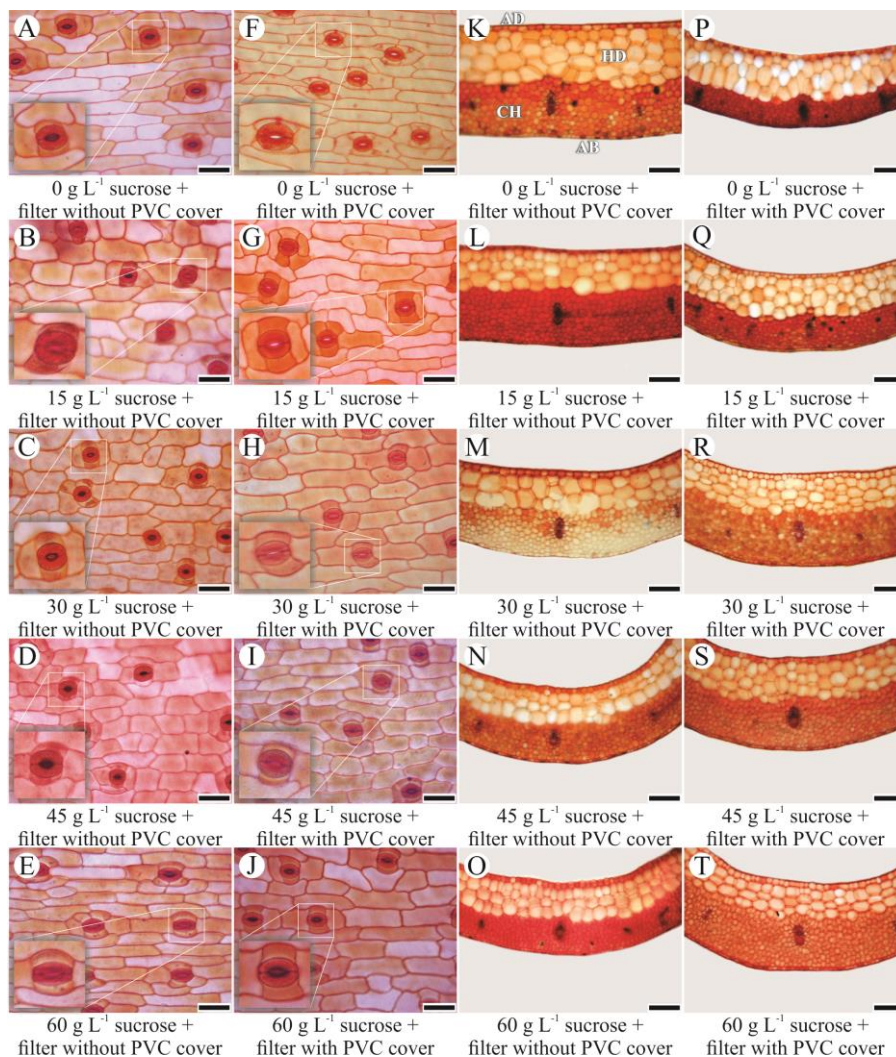 A
F
K
AD
HD
CH
AB
P
0 g L⁻¹ sucrose +
filter without PVC cover
0 g L⁻¹ sucrose +
filter with PVC cover
0 g L⁻¹ sucrose +
filter without PVC cover
0 g L⁻¹ sucrose +
filter with PVC cover
B
G
L
Q
15 g L⁻¹ sucrose +
filter without PVC cover
15 g L⁻¹ sucrose +
filter with PVC cover
15 g L⁻¹ sucrose +
filter without PVC cover
15 g L⁻¹ sucrose +
filter with PVC cover
C
H
M
R
30 g L⁻¹ sucrose +
filter without PVC cover
30 g L⁻¹ sucrose +
filter with PVC cover
30 g L⁻¹ sucrose +
filter without PVC cover
30 g L⁻¹ sucrose +
filter with PVC cover
D
I
N
S
45 g L⁻¹ sucrose +
filter without PVC cover
45 g L⁻¹ sucrose +
filter with PVC cover
45 g L⁻¹ sucrose +
filter without PVC cover
45 g L⁻¹ sucrose +
filter with PVC cover
E
J
O
T
60 g L⁻¹ sucrose +
filter without PVC cover
60 g L⁻¹ sucrose +
filter with PVC cover
60 g L⁻¹ sucrose +
filter without PVC cover
60 g L⁻¹ sucrose +
filter with PVC cover